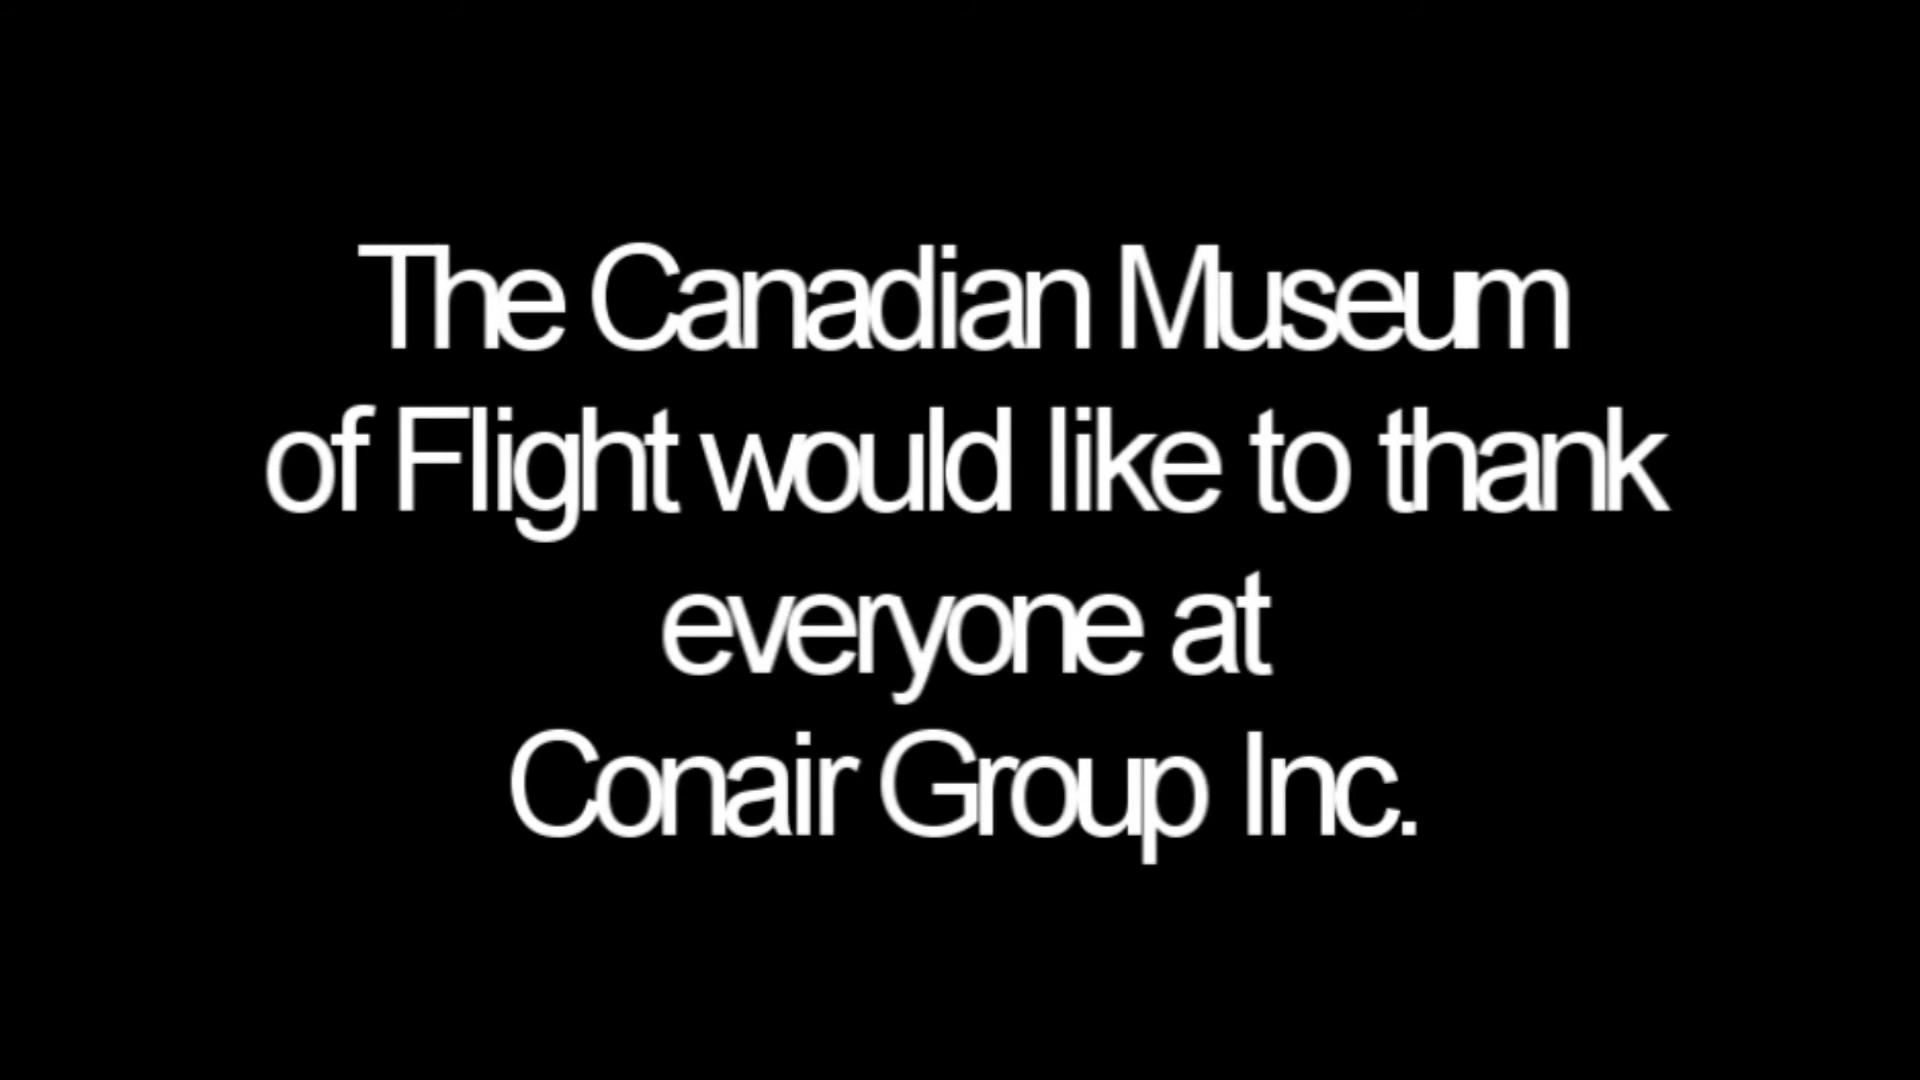 The Canadian Museum
of Flight would like to thank
everyone at
Conair Group Inc.